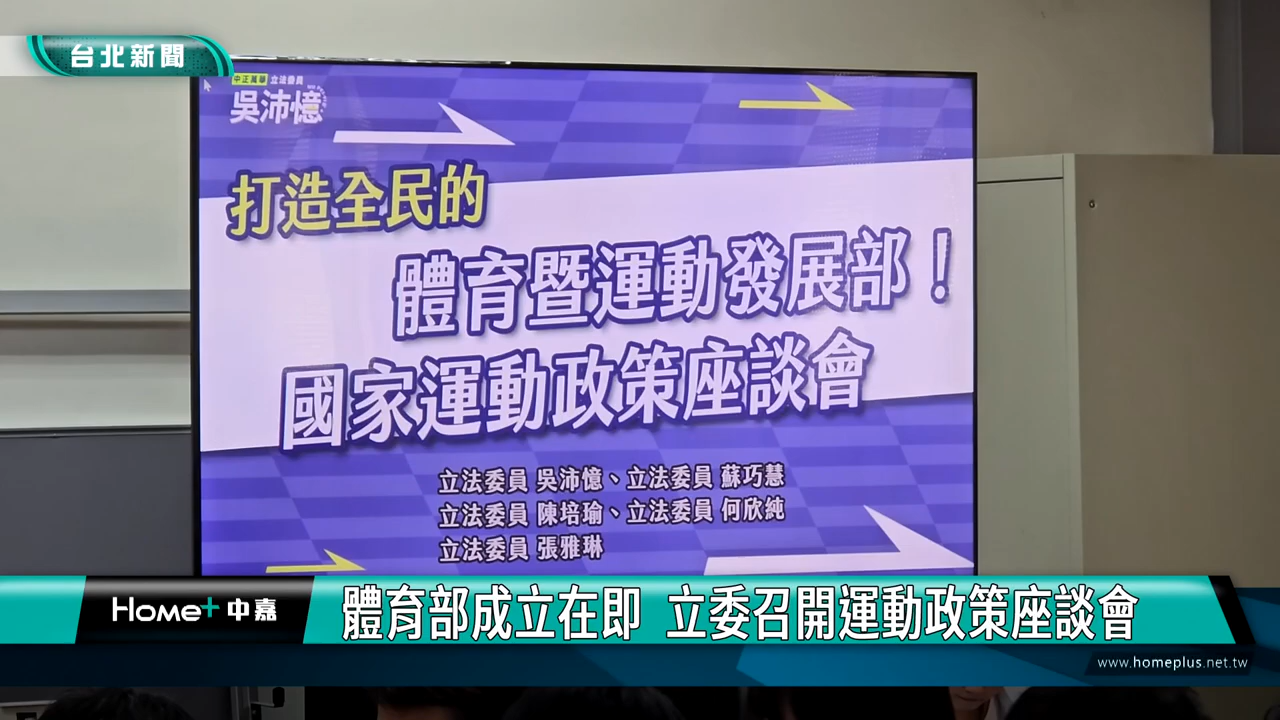 台北新聞
中正萬華 立法委員
吳沛憶
打造全民的
體育暨運動發展部！
國家運動政策座談會
立法委員 吳沛憶、立法委員 蘇巧慧
立法委員 陳培瑜、立法委員 何欣純
立法委員 張雅琳
Home+中嘉
體育部成立在即 立委召開運動政策座談會
www.homeplus.net.tw